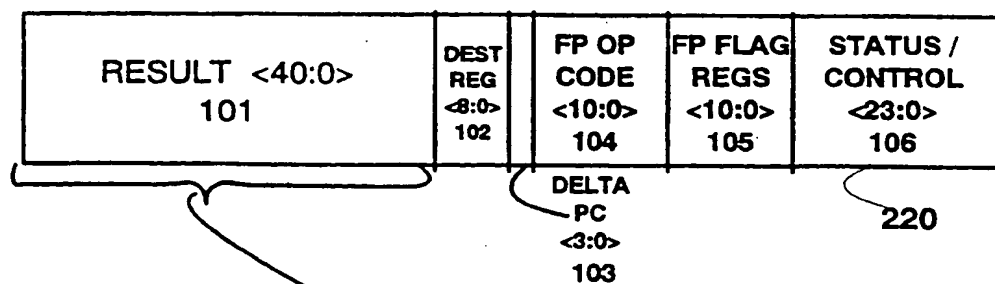 RESULT <40:0>
101
DEST
REG
<8:0>
102
FP OP
CODE
<10:0>
104
FP FLAG
REGS
<10:0>
105
STATUS /
CONTROL
<23:0>
106
DELTA
PC
<3:0>
103
220